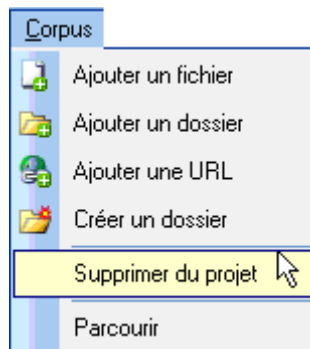 Corpus
Ajouter un fichier
Ajouter un dossier
Ajouter une URL
Créer un dossier
Supprimer du projet
Parcourir